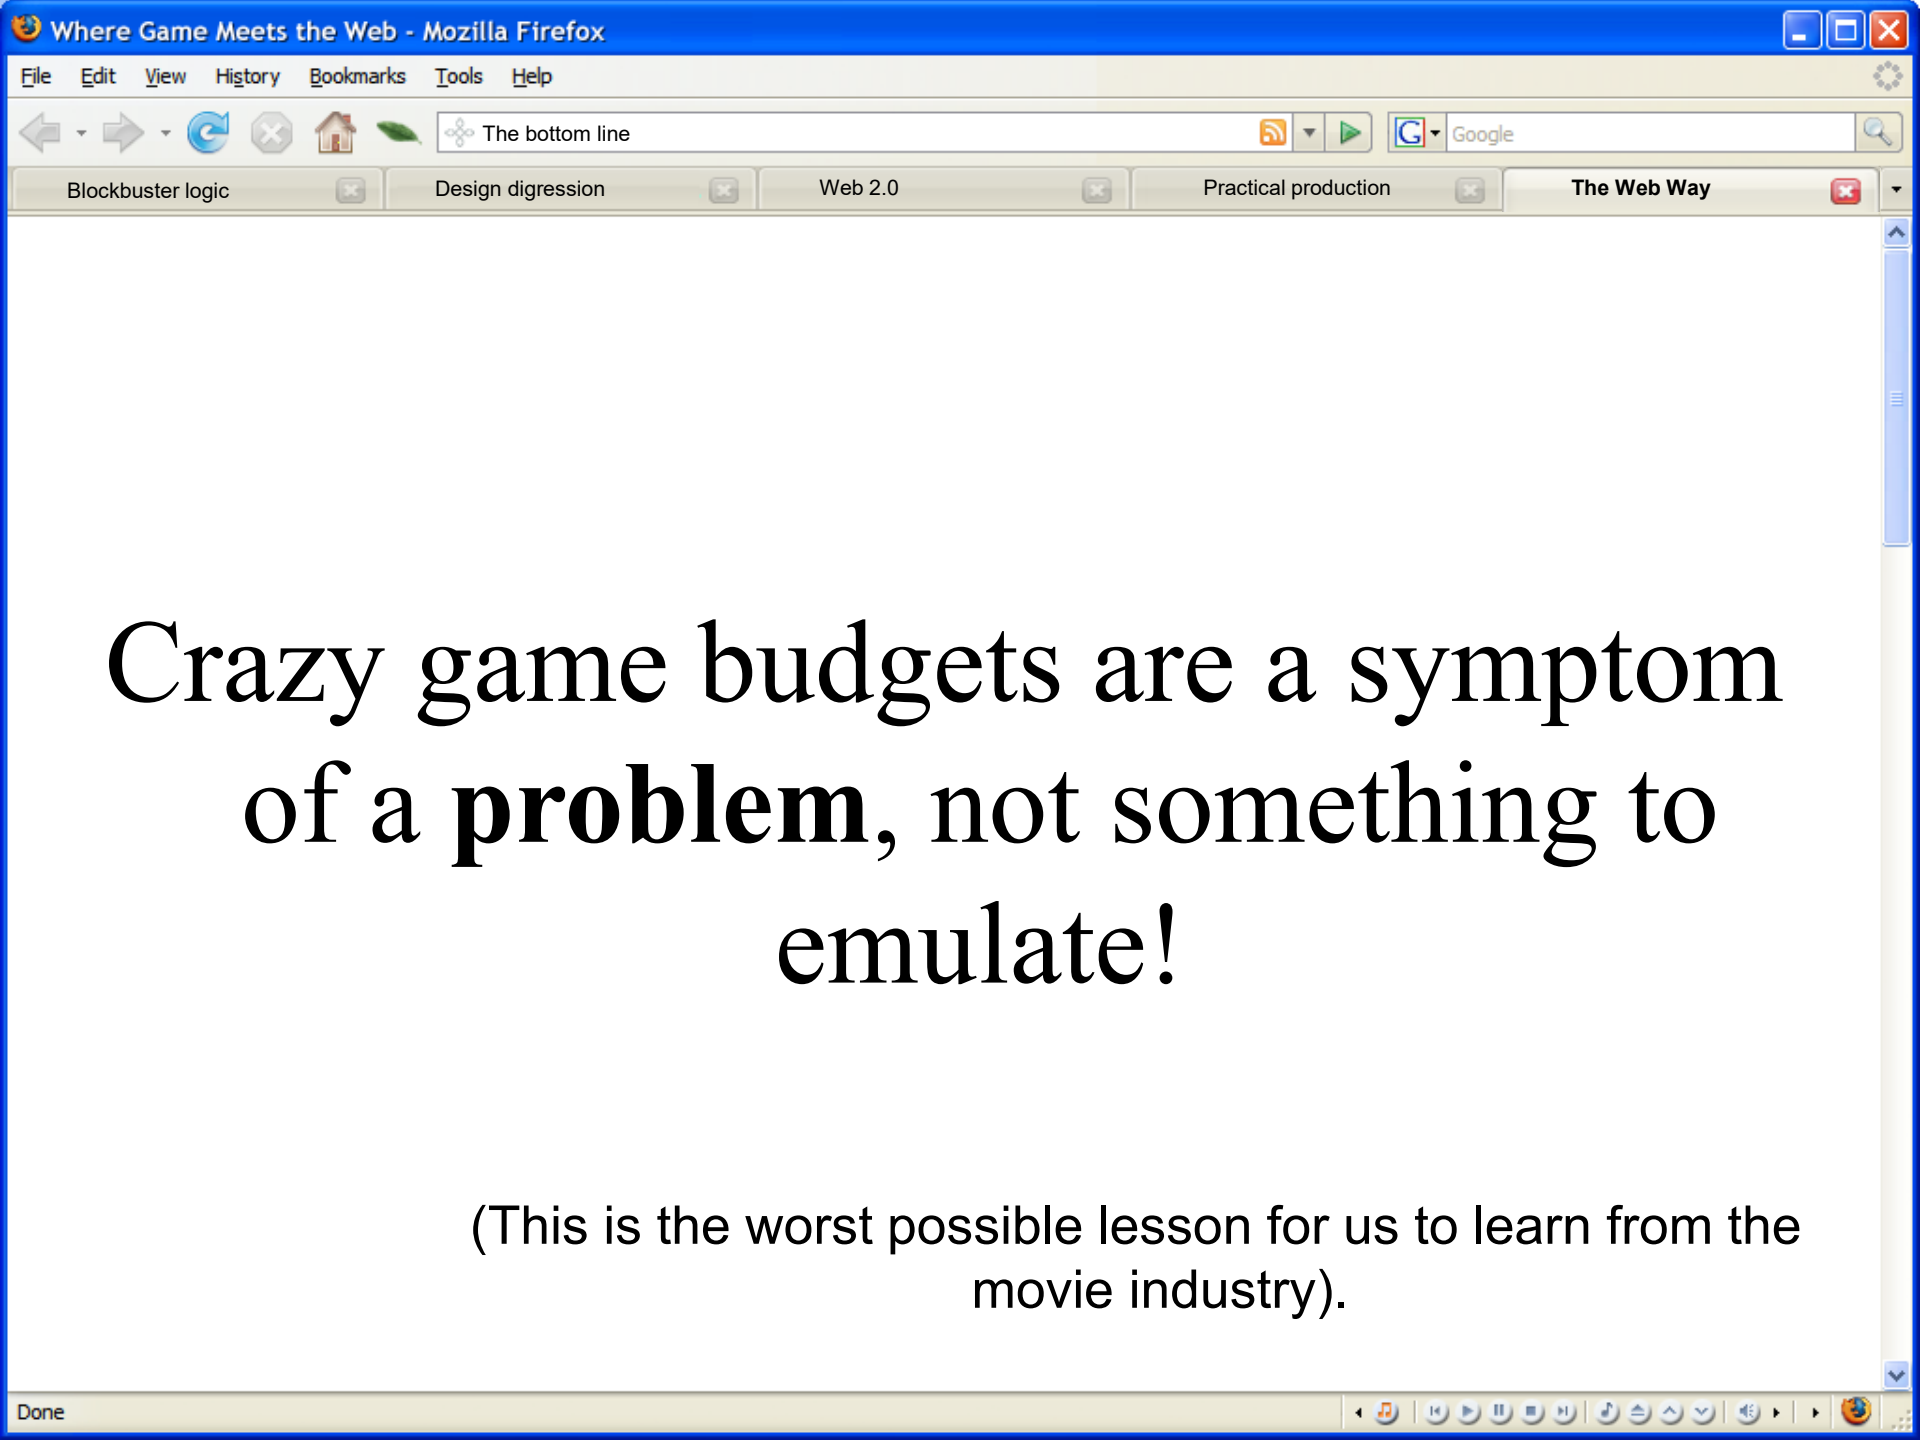 Where Game Meets the Web - Mozilla Firefox
File Edit View History Bookmarks Tools Help
The bottom line
G Google
Blockbuster logic Design digression Web 2.0 Practical production The Web Way
Crazy game budgets are a symptom
of a problem, not something to
emulate!
(This is the worst possible lesson for us to learn from the
movie industry).
Done